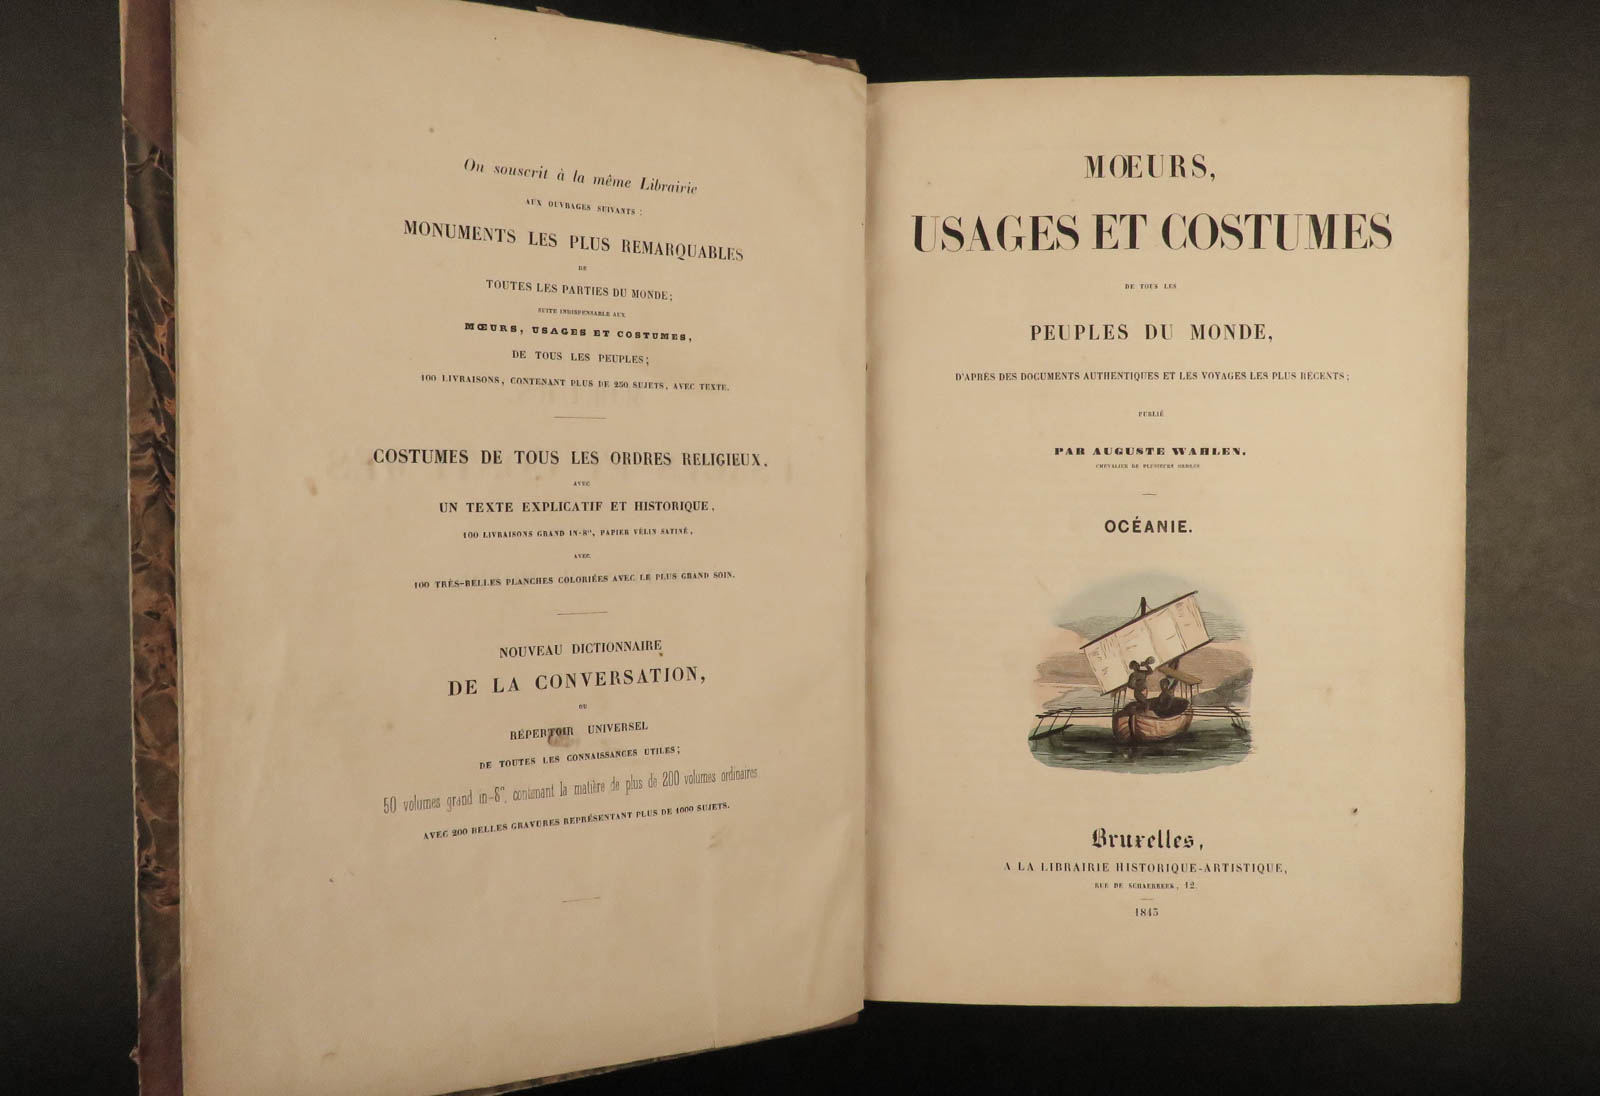 On souscrit à la même Librairie
AUX OUVRAGES SUIVANTS :
MONUMENTS LES PLUS REMARQUABLES
DE
TOUTES LES PARTIES DU MONDE;
SUITE INDISPENSABLE AUX
MŒURS, USAGES ET COSTUMES,
DE TOUS LES PEUPLES;
100 LIVRAISONS, CONTENANT PLUS DE 250 SUJETS, AVEC TEXTE.
COSTUMES DE TOUS LES ORDRES RELIGIEUX,
AVEC
UN TEXTE EXPLICATIF ET HISTORIQUE,
100 LIVRAISONS GRAND IN-8º, PAPIER VÉLIN SATINÉ,
AVEC
100 TRÈS-BELLES PLANCHES COLORIÉES AVEC LE PLUS GRAND SOIN.
NOUVEAU DICTIONNAIRE
DE LA CONVERSATION,
OU
RÉPERTOIR UNIVERSEL
DE TOUTES LES CONNAISSANCES UTILES;
50 volumes grand in-8º, contenant la matière de plus de 200 volumes ordinaires
AVEC 200 BELLES GRAVURES REPRÉSENTANT PLUS DE 1000 SUJETS.
MŒURS,
USAGES ET COSTUMES
DE TOUS LES
PEUPLES DU MONDE,
D'APRÈS DES DOCUMENTS AUTHENTIQUES ET LES VOYAGES LES PLUS RÉCENTS;
PUBLIÉ
PAR AUGUSTE WAHLEN,
CHEVALIER DE PLUSIEURS ORDRES
OCÉANIE.
Bruxelles,
A LA LIBRAIRIE HISTORIQUE-ARTISTIQUE,
RUE DE SCHAERBEEK, 12.
1843